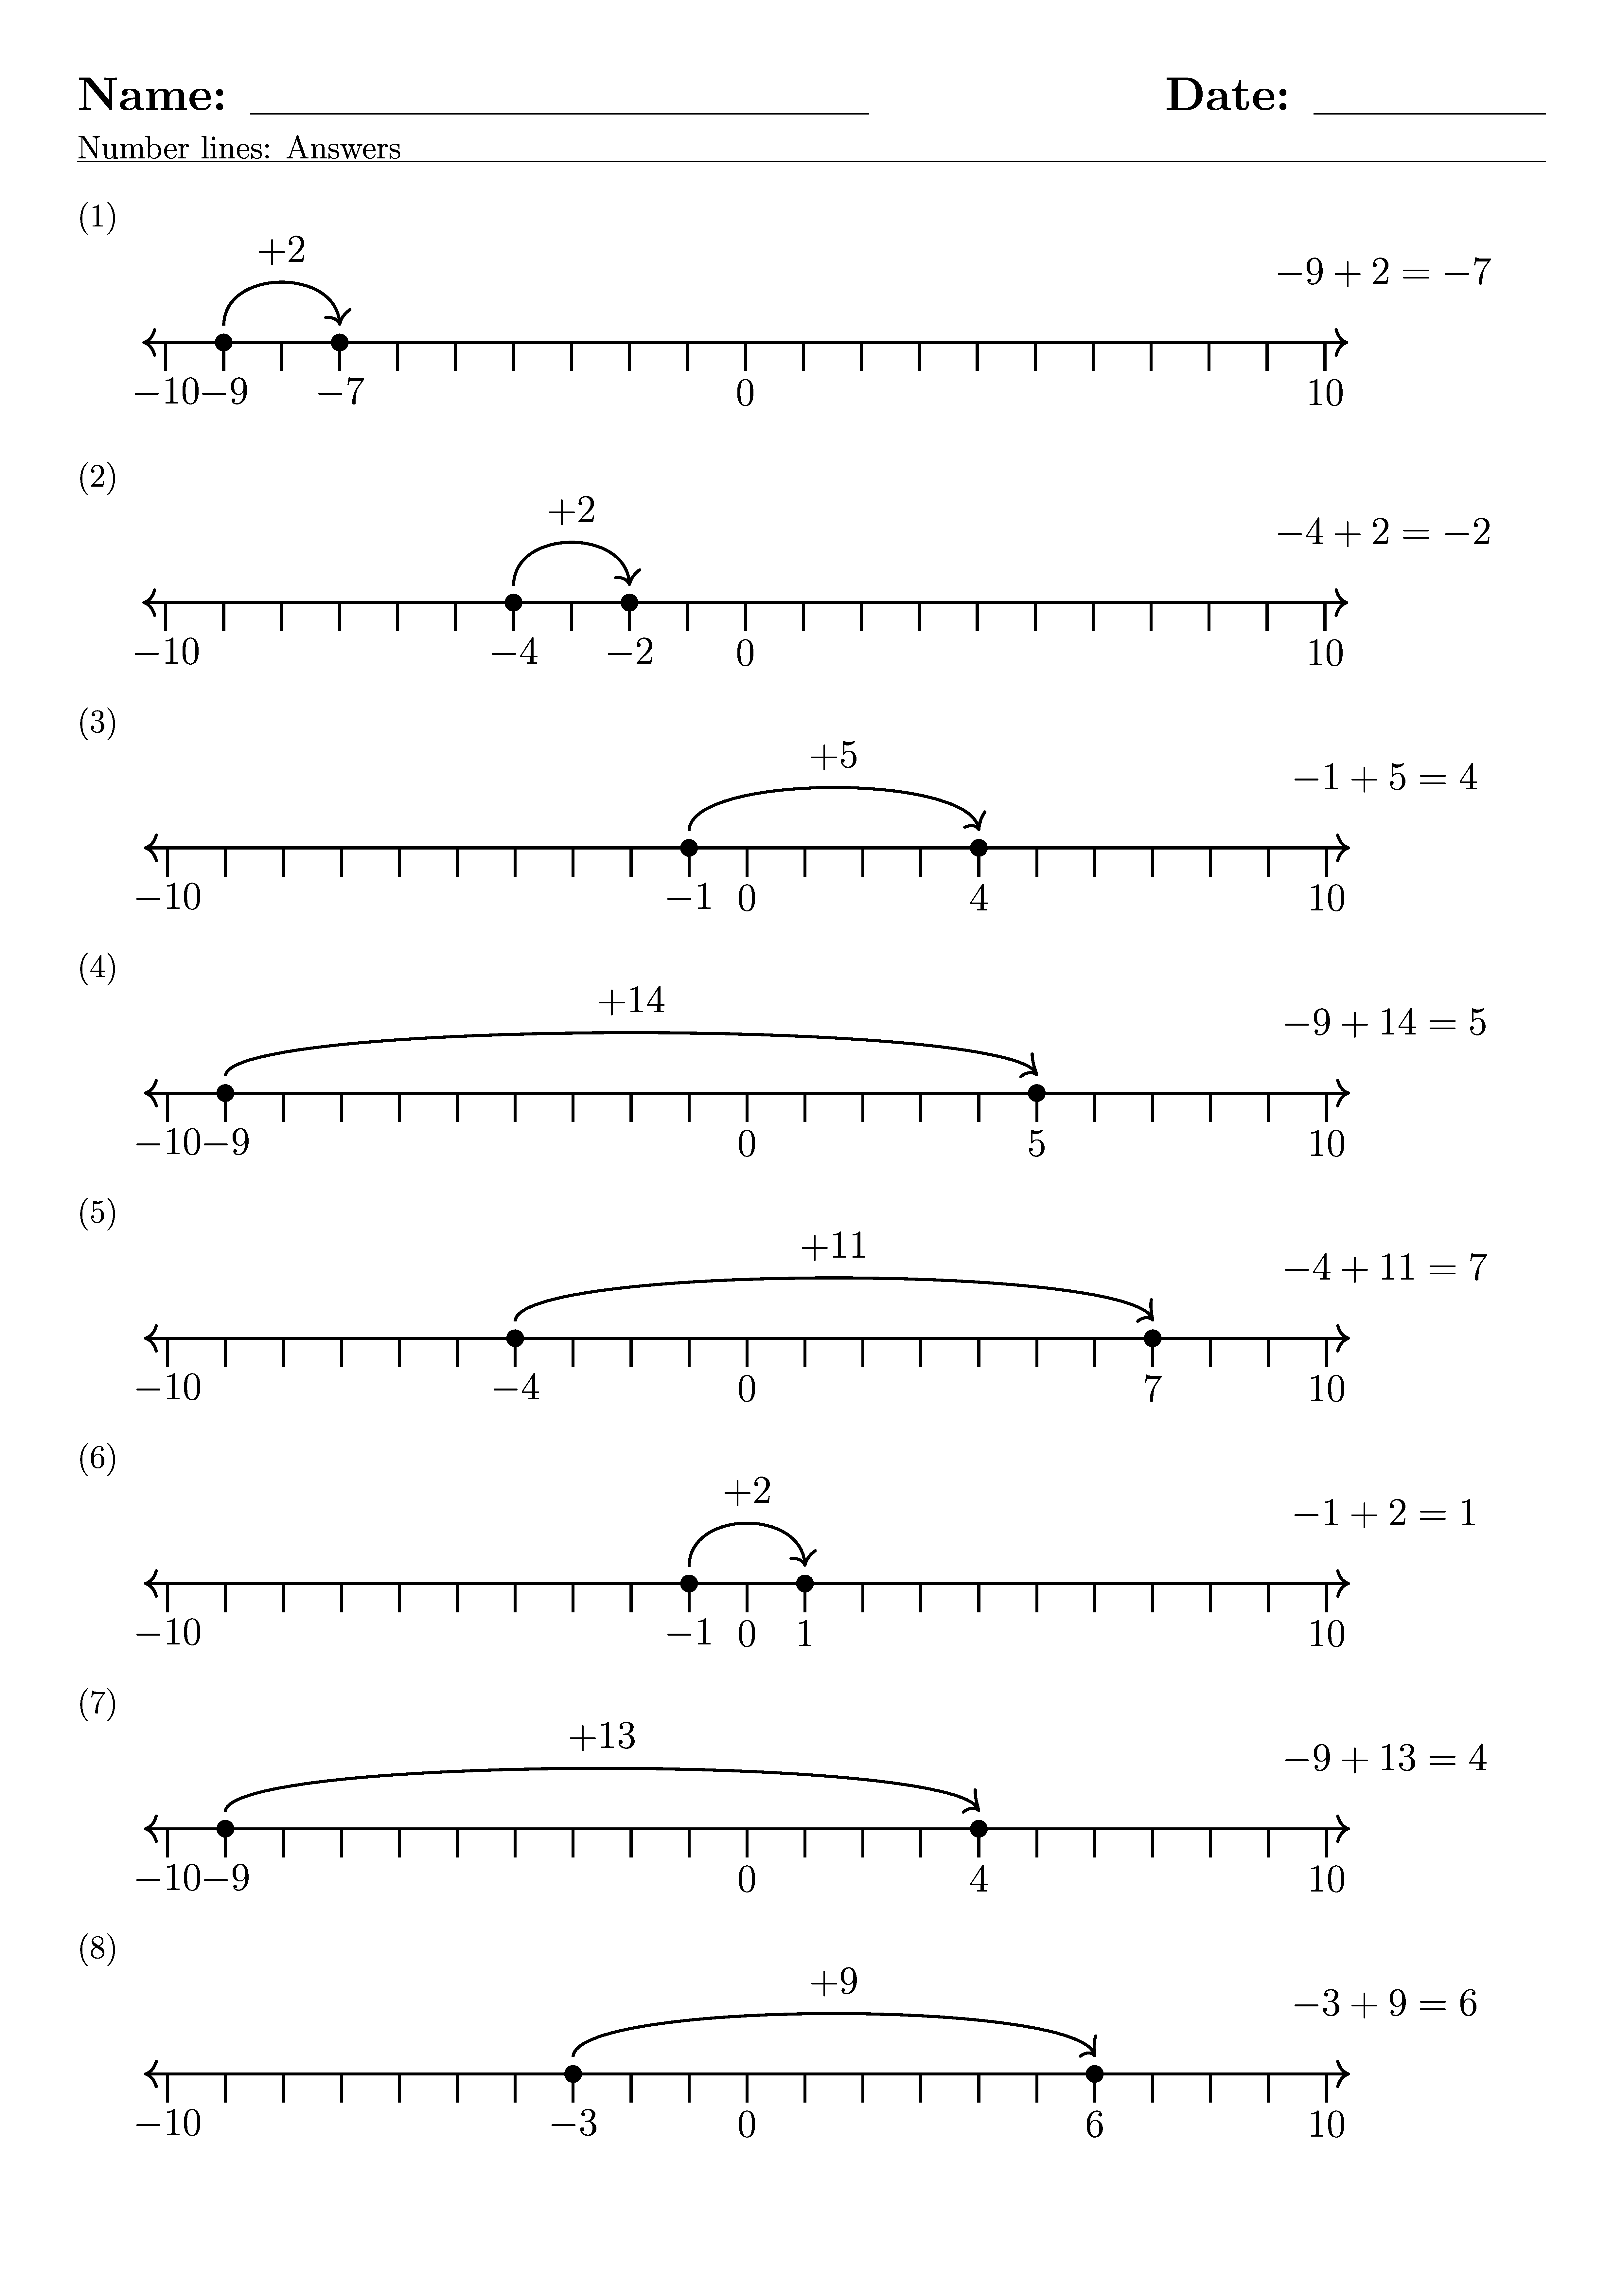 Name: Date:
Number lines: Answers
(1)
+2
−9 + 2 = −7
−10 −9 −7 0 10
(2)
+2
−4 + 2 = −2
−10 −4 −2 0 10
(3)
+5
−1 + 5 = 4
−10 −1 0 4 10
(4)
+14
−9 + 14 = 5
−10 −9 0 5 10
(5)
+11
−4 + 11 = 7
−10 −4 0 7 10
(6)
+2
−1 + 2 = 1
−10 −1 0 1 10
(7)
+13
−9 + 13 = 4
−10 −9 0 4 10
(8)
+9
−3 + 9 = 6
−10 −3 0 6 10